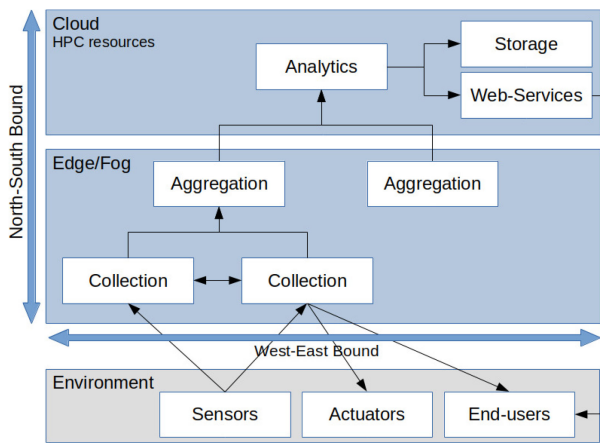 Cloud
HPC resources
Storage
Analytics
Web-Services
North-South Bound
Edge/Fog
Aggregation
Aggregation
Collection
Collection
West-East Bound
Environment
Sensors
Actuators
End-users